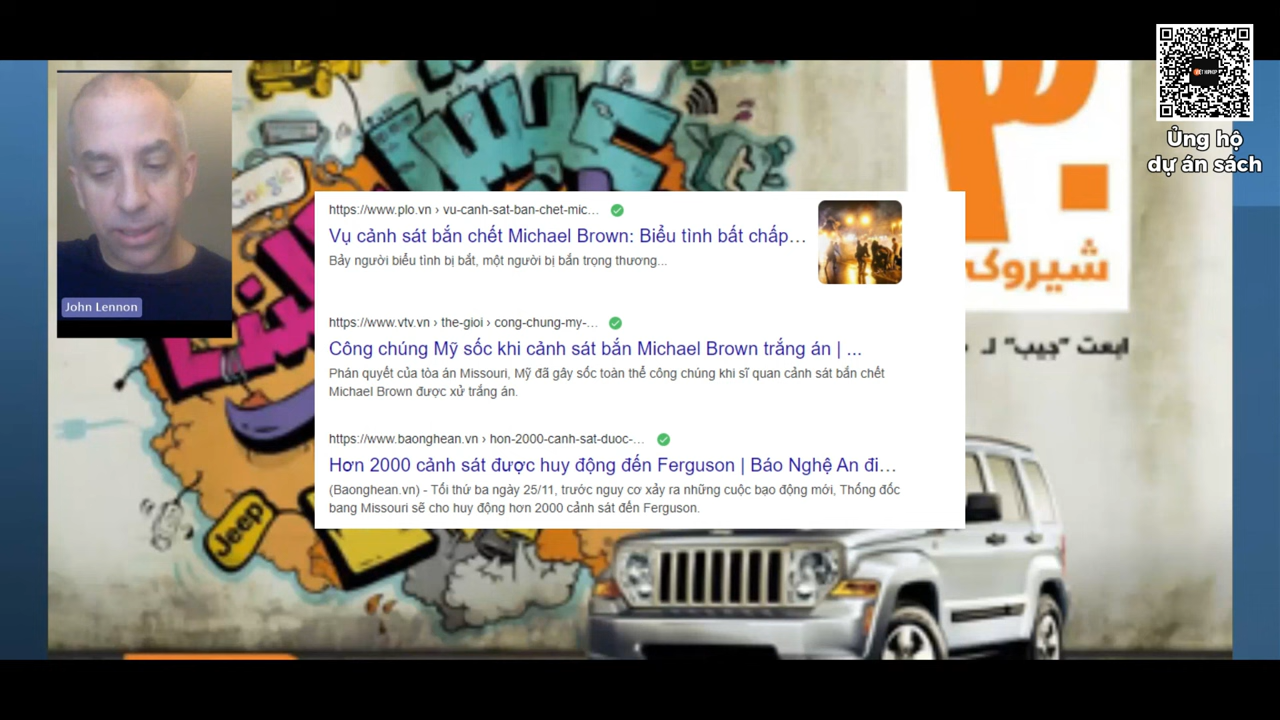 Ủng hộ
dự án sách
Google
٣٠
شيروك
ابعت "جيب" لـ
John Lennon
https://www.plo.vn › vu-canh-sat-ban-chet-mic...
Vụ cảnh sát bắn chết Michael Brown: Biểu tình bất chấp...
Bảy người biểu tình bị bắt, một người bị bắn trọng thương...
https://www.vtv.vn › the-gioi › cong-chung-my-...
Công chúng Mỹ sốc khi cảnh sát bắn Michael Brown trắng án | ...
Phán quyết của tòa án Missouri, Mỹ đã gây sốc toàn thể công chúng khi sĩ quan cảnh sát bắn chết
Michael Brown được xử trắng án.
https://www.baonghean.vn › hon-2000-canh-sat-duoc-...
Hơn 2000 cảnh sát được huy động đến Ferguson | Báo Nghệ An đi...
(Baonghean.vn) - Tối thứ ba ngày 25/11, trước nguy cơ xảy ra những cuộc bạo động mới, Thống đốc
bang Missouri sẽ cho huy động hơn 2000 cảnh sát đến Ferguson.
Jeep